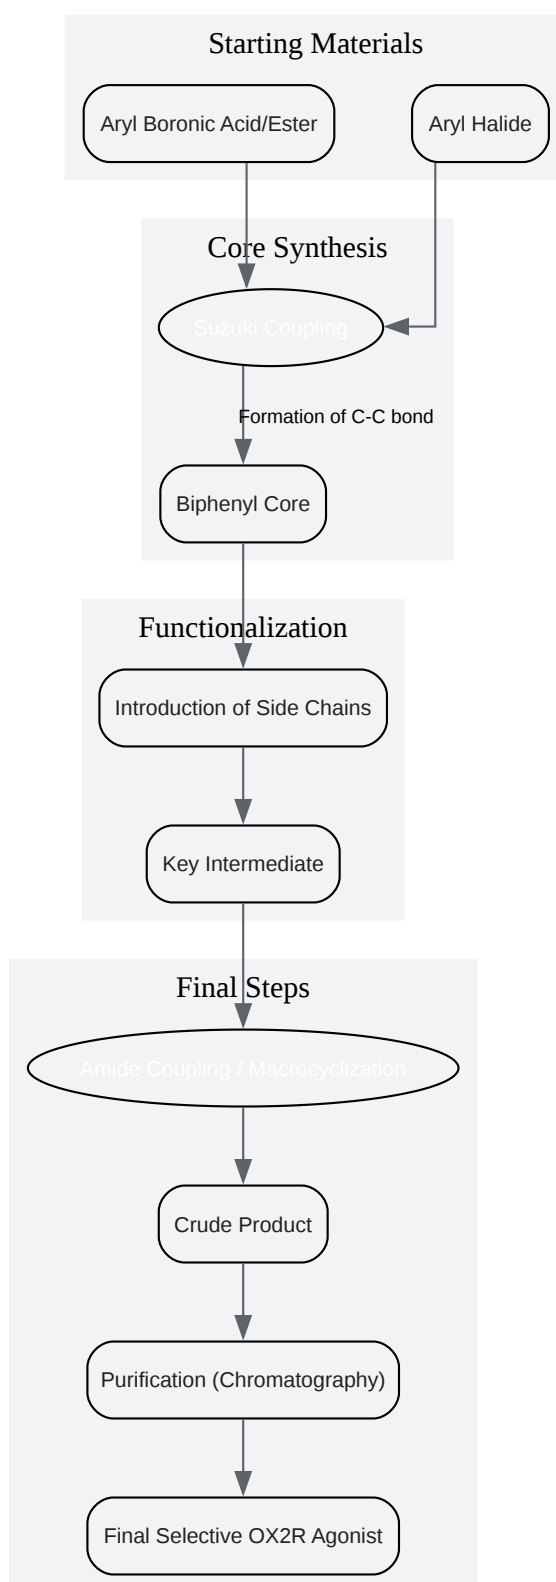 Starting Materials
Aryl Boronic Acid/Ester
Aryl Halide
Core Synthesis
Suzuki Coupling
Formation of C-C bond
Biphenyl Core
Functionalization
Introduction of Side Chains
Key Intermediate
Final Steps
Amide Coupling / Macrocyclization
Crude Product
Purification (Chromatography)
Final Selective OX2R Agonist